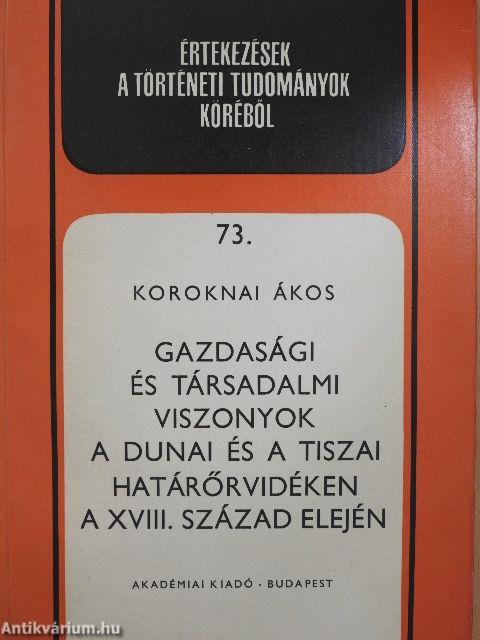 ÉRTEKEZÉSEK
A TÖRTÉNETI TUDOMÁNYOK
KÖRÉBŐL
73.
KOROKNAI ÁKOS
GAZDASÁGI
ÉS TÁRSADALMI
VISZONYOK
A DUNAI ÉS A TISZAI
HATÁRŐRVIDÉKEN
A XVIII. SZÁZAD ELEJÉN
AKADÉMIAI KIADÓ • BUDAPEST
Antikvárium.hu